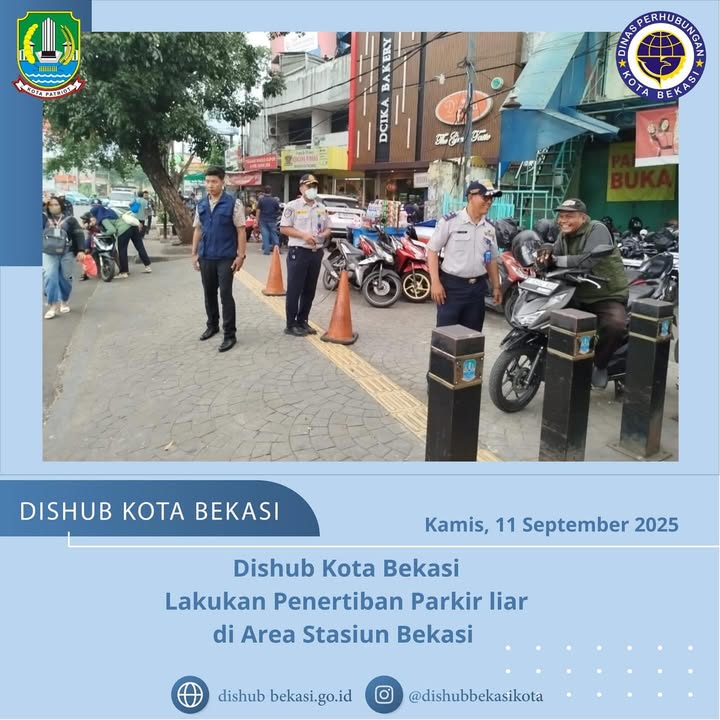 KOTA PATRIOT
DINAS PERHUBUNGAN
KOTA BEKASI
DCIKA BAKERY
BUKA
DISHUB KOTA BEKASI
Kamis, 11 September 2025
Dishub Kota Bekasi
Lakukan Penertiban Parkir liar
di Area Stasiun Bekasi
dishub bekasi.go.id
@dishubbekasikota